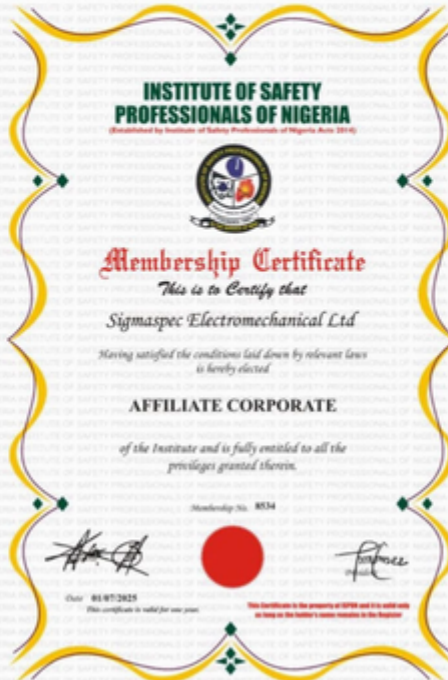 INSTITUTE OF SAFETY
PROFESSIONALS OF NIGERIA
(Established by Institute of Safety Professionals of Nigeria Acts 2014)
Membership Certificate
This is to Certify that
Sigmaspec Electromechanical Ltd
Having satisfied the conditions laid down by relevant laws
is hereby elected
AFFILIATE CORPORATE
of the Institute and is fully entitled to all the
privileges granted therein.
Membership No. 8534
Date 01/07/2025
This certificate is valid for one year.
This Certificate is the property of ISPON and it is valid only
as long as the holder's name remains in the Register